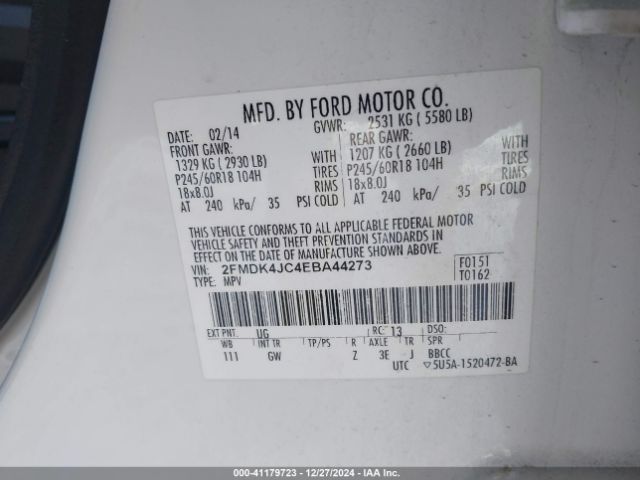 MFD. BY FORD MOTOR CO.
DATE: 02/14 GVWR: 2531 KG ( 5580 LB)
FRONT GAWR: REAR GAWR:
1329 KG ( 2930 LB) WITH 1207 KG ( 2660 LB) WITH
P245/60R18 104H TIRES P245/60R18 104H TIRES
18x8.0J RIMS 18x8.0J RIMS
AT 240 kPa/ 35 PSI COLD AT 240 kPa/ 35 PSI COLD
THIS VEHICLE CONFORMS TO ALL APPLICABLE FEDERAL MOTOR
VEHICLE SAFETY AND THEFT PREVENTION STANDARDS IN
EFFECT ON THE DATE OF MANUFACTURE SHOWN ABOVE.
VIN: 2FMDK4JC4EBA44273 F0151
TYPE: MPV T0162
EXT PNT: UG RC: 13 DSO:
WB INT TR TP/PS R AXLE TR SPR
111 GW Z 3E J BBCC
UTC ▽5U5A-1520472-BA
000-41179723 - 12/27/2024 - IAAI.COM